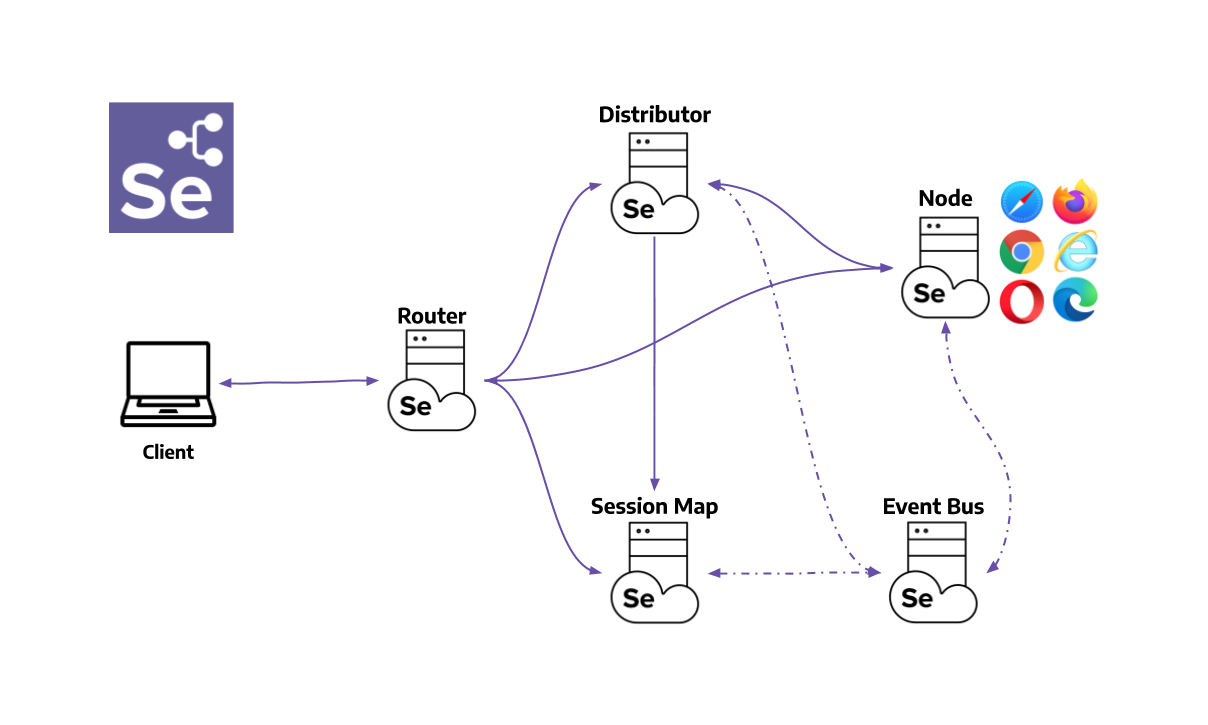 Se
Distributor
Se
Node
Se
Router
Se
Client
Session Map
Se
Event Bus
Se